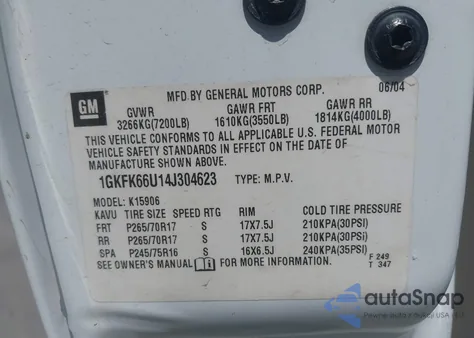 GM
MFD BY GENERAL MOTORS CORP. 06/04
GVWR GAWR FRT GAWR RR
3266KG(7200LB) 1610KG(3550LB) 1814KG(4000LB)
THIS VEHICLE CONFORMS TO ALL APPLICABLE U.S. FEDERAL MOTOR
VEHICLE SAFETY STANDARDS IN EFFECT ON THE DATE OF
MANUFACTURE SHOWN ABOVE.
1GKFK66U14J304623 TYPE: M.P.V.
MODEL: K15906
KAVU TIRE SIZE SPEED RTG RIM COLD TIRE PRESSURE
FRT P265/70R17 S 17X7.5J 210KPA(30PSI)
RR P265/70R17 S 17X7.5J 210KPA(30PSI)
SPA P245/75R16 S 16X6.5J 240KPA(35PSI)
SEE OWNER'S MANUAL FOR MORE INFORMATION. F 249
T 347
autoSnap